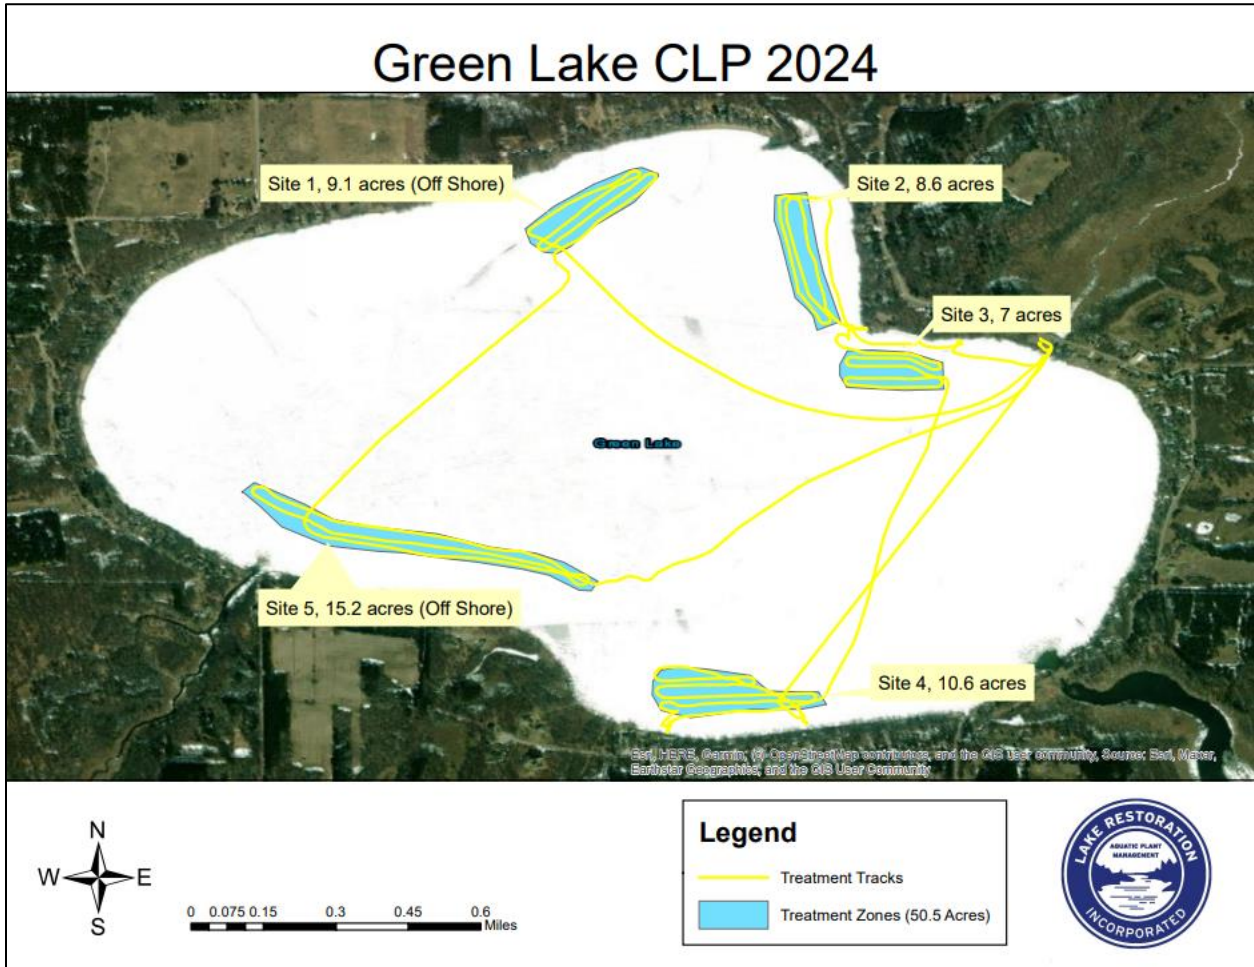 Green Lake CLP 2024
Site 1, 9.1 acres (Off Shore)
Site 2, 8.6 acres
Site 3, 7 acres
Green Lake
Site 5, 15.2 acres (Off Shore)
Site 4, 10.6 acres
Esri, HERE, Garmin, (c) OpenStreetMap contributors, and the GIS user community, Source: Esri, Maxar,
Earthstar Geographics, and the GIS User Community
N
W E
S
0 0.075 0.15 0.3 0.45 0.6
Miles
Legend
Treatment Tracks
Treatment Zones (50.5 Acres)
LAKE RESTORATION
AQUATIC PLANT
MANAGEMENT
INCORPORATED